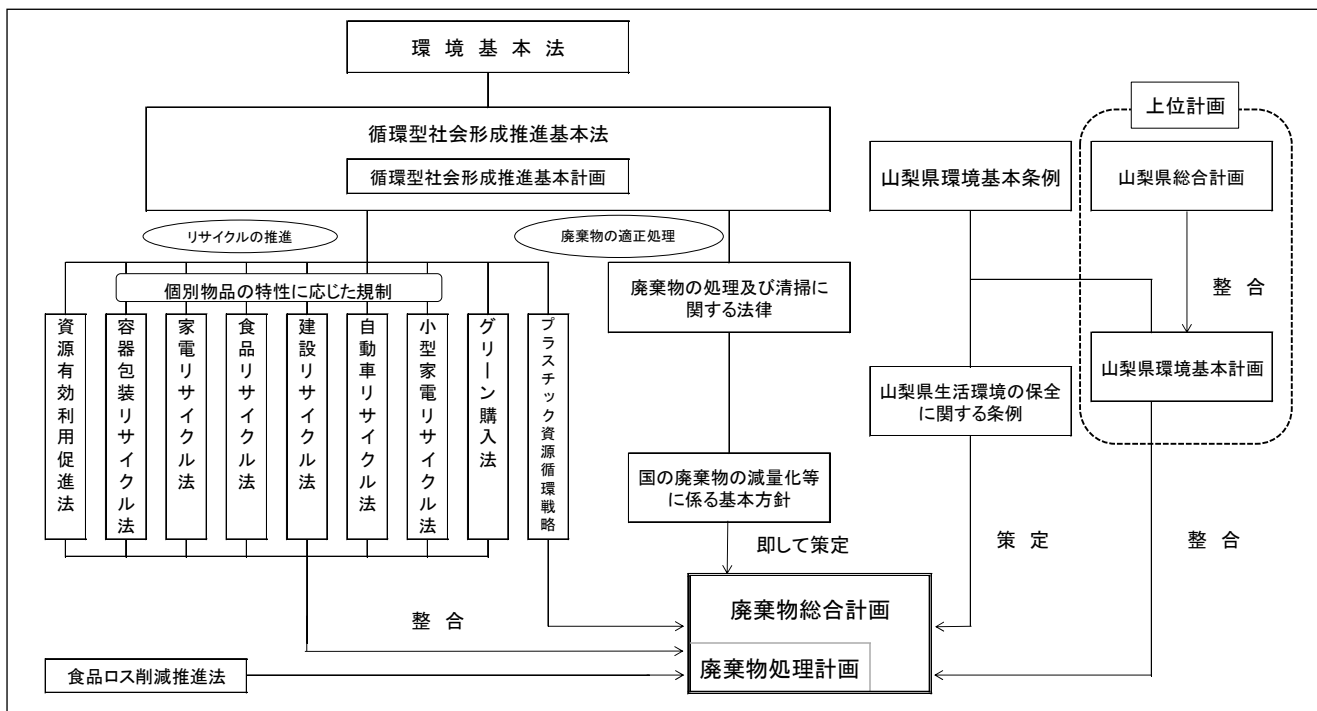 環 境 基 本 法
循環型社会形成推進基本法
循環型社会形成推進基本計画
リサイクルの推進
廃棄物の適正処理
個別物品の特性に応じた規制
資源有効利用促進法
容器包装リサイクル法
家電リサイクル法
食品リサイクル法
建設リサイクル法
自動車リサイクル法
小型家電リサイクル法
グリーン購入法
プラスチック資源循環戦略
廃棄物の処理及び清掃に
関する法律
国の廃棄物の減量化等
に係る基本方針
即して策定
山梨県環境基本条例
山梨県生活環境の保全
に関する条例
策 定
上位計画
山梨県総合計画
整 合
山梨県環境基本計画
整 合
整 合
食品ロス削減推進法
廃棄物総合計画
廃棄物処理計画